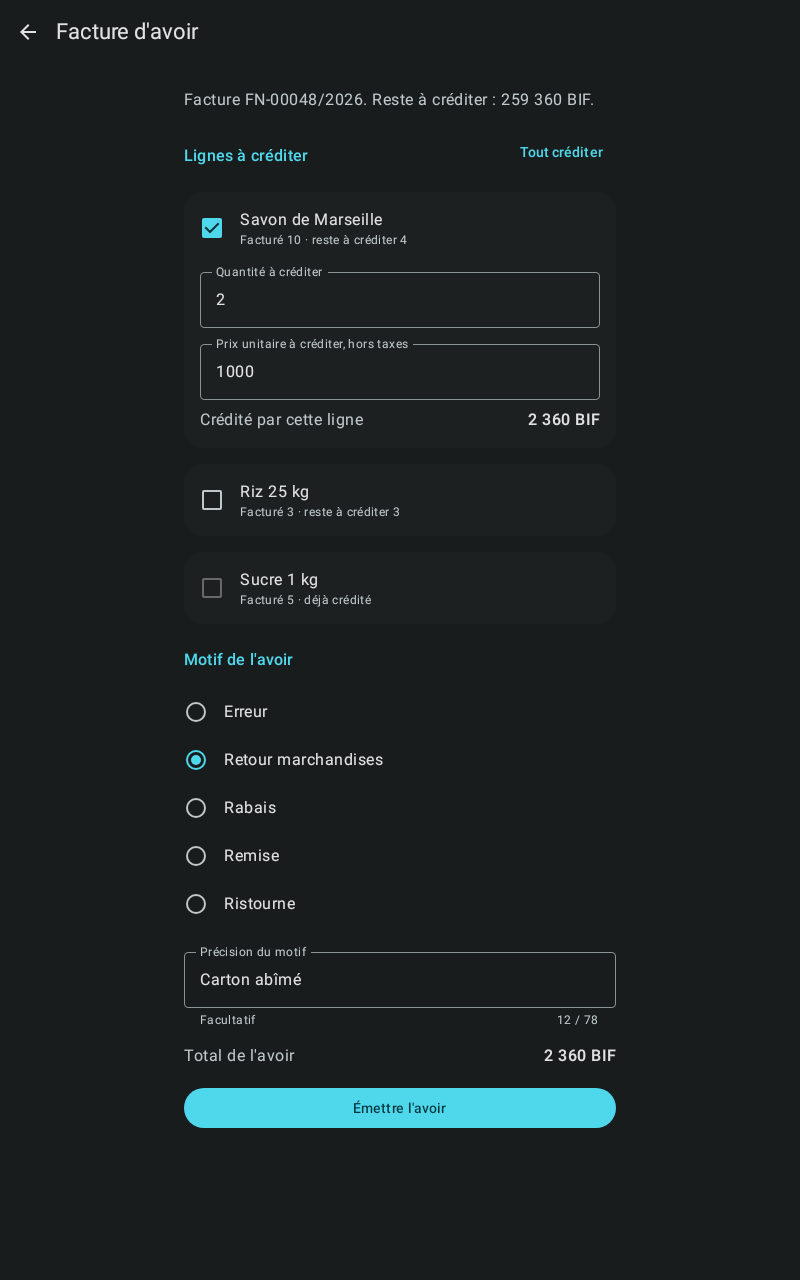 Facture d'avoir
Facture FN-00048/2026. Reste à créditer : 259 360 BIF.
Lignes à créditer
Tout créditer
Savon de Marseille
Facturé 10 · reste à créditer 4
Quantité à créditer
2
Prix unitaire à créditer, hors taxes
1000
Crédité par cette ligne
2 360 BIF
Riz 25 kg
Facturé 3 · reste à créditer 3
Sucre 1 kg
Facturé 5 · déjà crédité
Motif de l'avoir
Erreur
Retour marchandises
Rabais
Remise
Ristourne
Précision du motif
Carton abîmé
Facultatif
12 / 78
Total de l'avoir
2 360 BIF
Émettre l'avoir